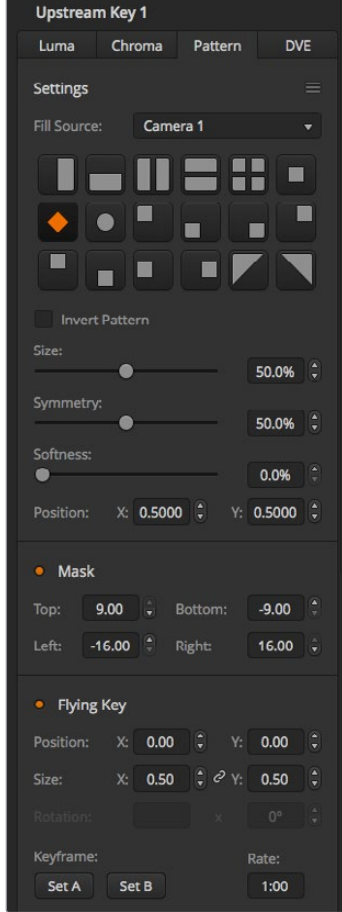 Upstream Key 1
Luma Chroma Pattern DVE
Settings
Fill Source: Camera 1
Invert Pattern
Size:
50.0%
Symmetry:
50.0%
Softness:
0.0%
Position: X: 0.5000 Y: 0.5000
Mask
Top: 9.00 Bottom: -9.00
Left: -16.00 Right: 16.00
Flying Key
Position: X: 0.00 Y: 0.00
Size: X: 0.50 Y: 0.50
Rotation: x 0°
Keyframe: Rate:
Set A Set B 1:00